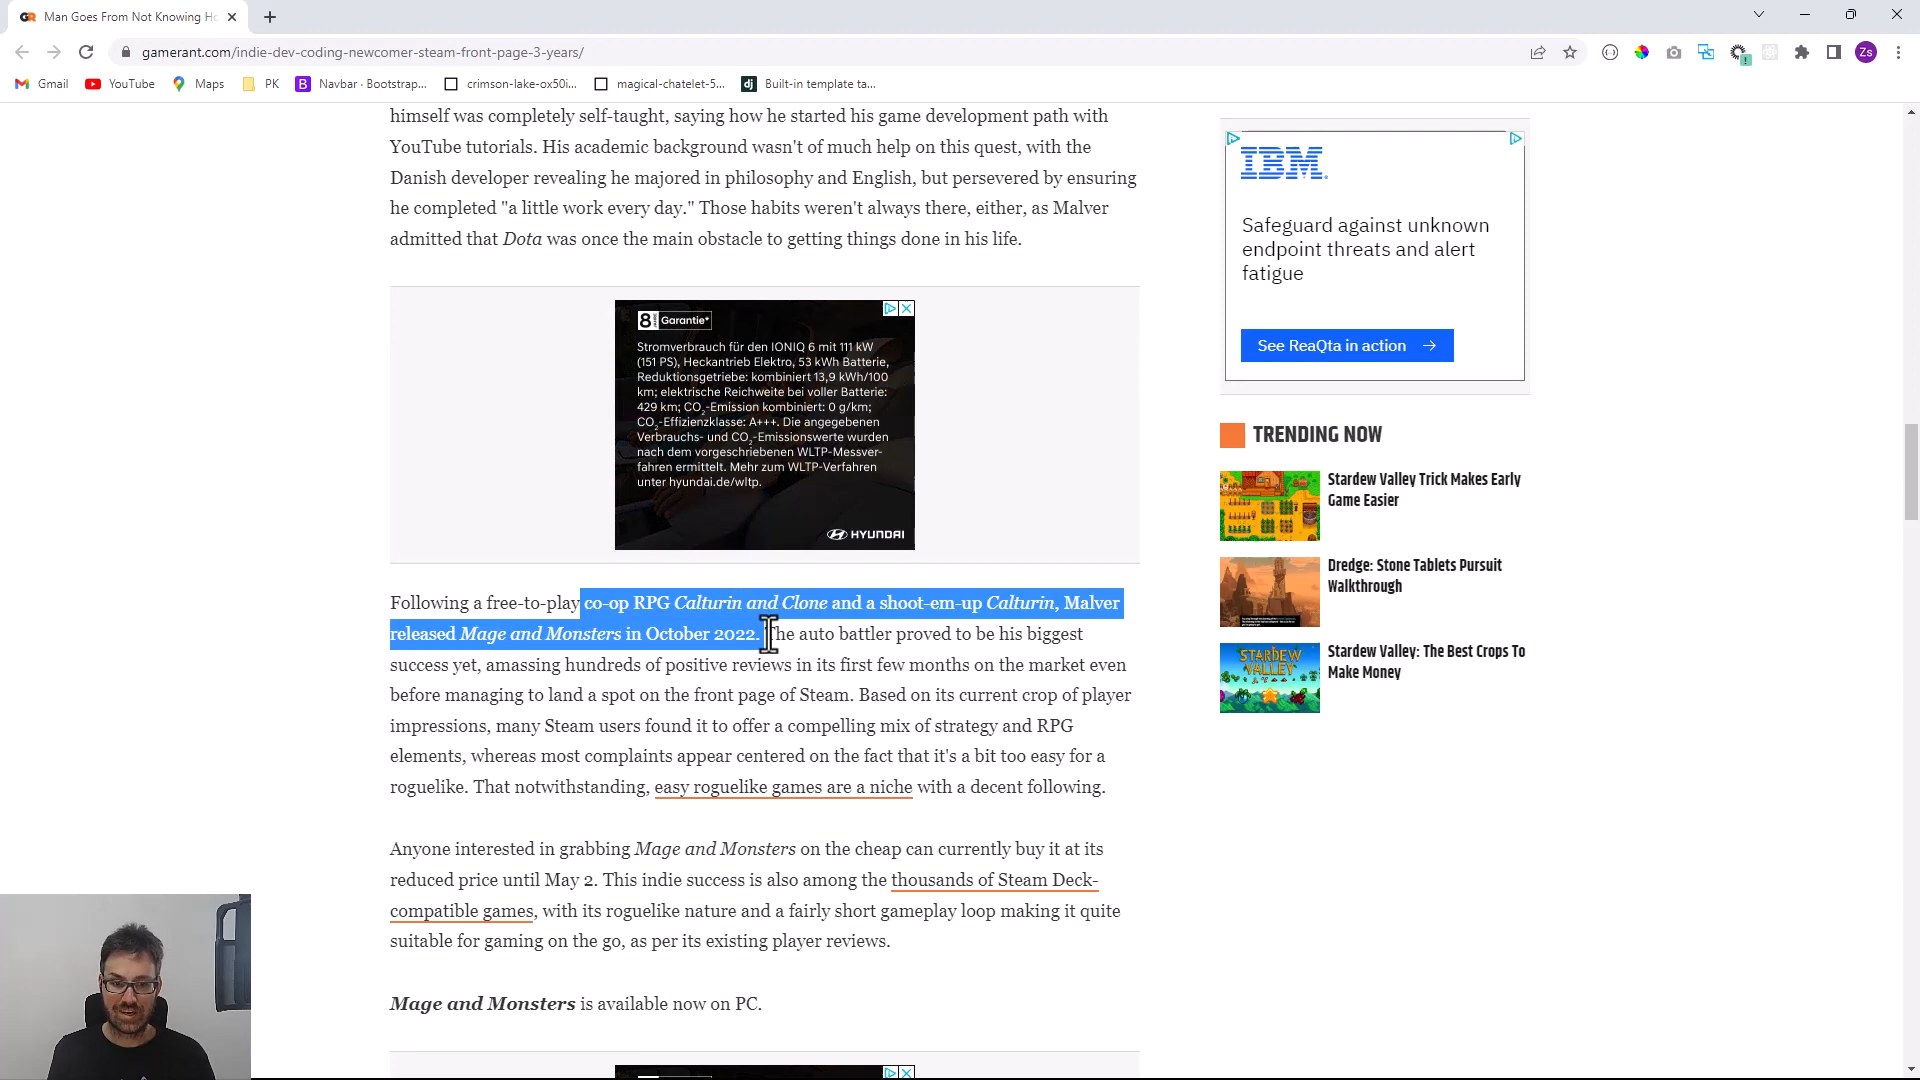 GR Man Goes From Not Knowing Ho
gamerant.com/indie-dev-coding-newcomer-steam-front-page-3-years/
Zs
Gmail YouTube Maps PK B Navbar · Bootstrap... crimson-lake-ox50i... magical-chatelet-5... dj Built-in template ta...
himself was completely self-taught, saying how he started his game development path with
YouTube tutorials. His academic background wasn't of much help on this quest, with the
Danish developer revealing he majored in philosophy and English, but persevered by ensuring
he completed "a little work every day." Those habits weren't always there, either, as Malver
admitted that Dota was once the main obstacle to getting things done in his life.
8 Garantie*
Stromverbrauch für den IONIQ 6 mit 111 kW
(151 PS), Heckantrieb Elektro, 53 kWh Batterie,
Reduktionsgetriebe: kombiniert 13,9 kWh/100
km; elektrische Reichweite bei voller Batterie:
429 km; CO2-Emission kombiniert: 0 g/km;
CO2-Effizienzklasse: A+++. Die angegebenen
Verbrauchs- und CO2-Emissionswerte wurden
nach dem vorgeschriebenen WLTP-Messver-
fahren ermittelt. Mehr zum WLTP-Verfahren
unter hyundai.de/wltp.
HYUNDAI
Following a free-to-play co-op RPG Calturin and Clone and a shoot-em-up Calturin, Malver
released Mage and Monsters in October 2022. The auto battler proved to be his biggest
success yet, amassing hundreds of positive reviews in its first few months on the market even
before managing to land a spot on the front page of Steam. Based on its current crop of player
impressions, many Steam users found it to offer a compelling mix of strategy and RPG
elements, whereas most complaints appear centered on the fact that it's a bit too easy for a
roguelike. That notwithstanding, easy roguelike games are a niche with a decent following.
Anyone interested in grabbing Mage and Monsters on the cheap can currently buy it at its
reduced price until May 2. This indie success is also among the thousands of Steam Deck-
compatible games, with its roguelike nature and a fairly short gameplay loop making it quite
suitable for gaming on the go, as per its existing player reviews.
Mage and Monsters is available now on PC.
IBM
Safeguard against unknown
endpoint threats and alert
fatigue
See ReaQta in action →
TRENDING NOW
Stardew Valley Trick Makes Early
Game Easier
Dredge: Stone Tablets Pursuit
Walkthrough
STARDEW
VALLEY
Stardew Valley: The Best Crops To
Make Money